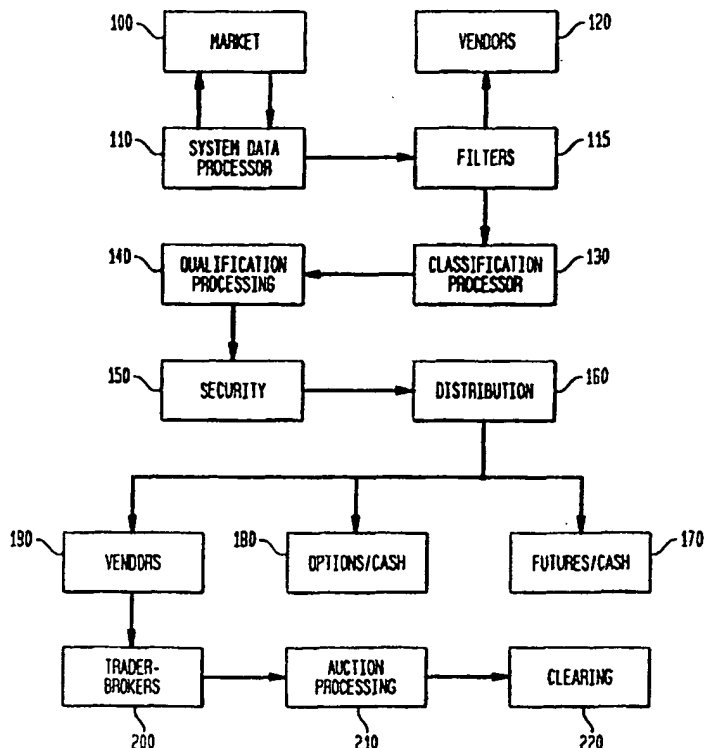 100
MARKET
VENDORS
120
110
SYSTEM DATA
PROCESSOR
FILTERS
115
140
QUALIFICATION
PROCESSING
CLASSIFICATION
PROCESSOR
130
150
SECURITY
DISTRIBUTION
160
190
VENDORS
180
OPTIONS/CASH
FUTURES/CASH
170
TRADER-
BROKERS
AUCTION
PROCESSING
CLEARING
200
210
220